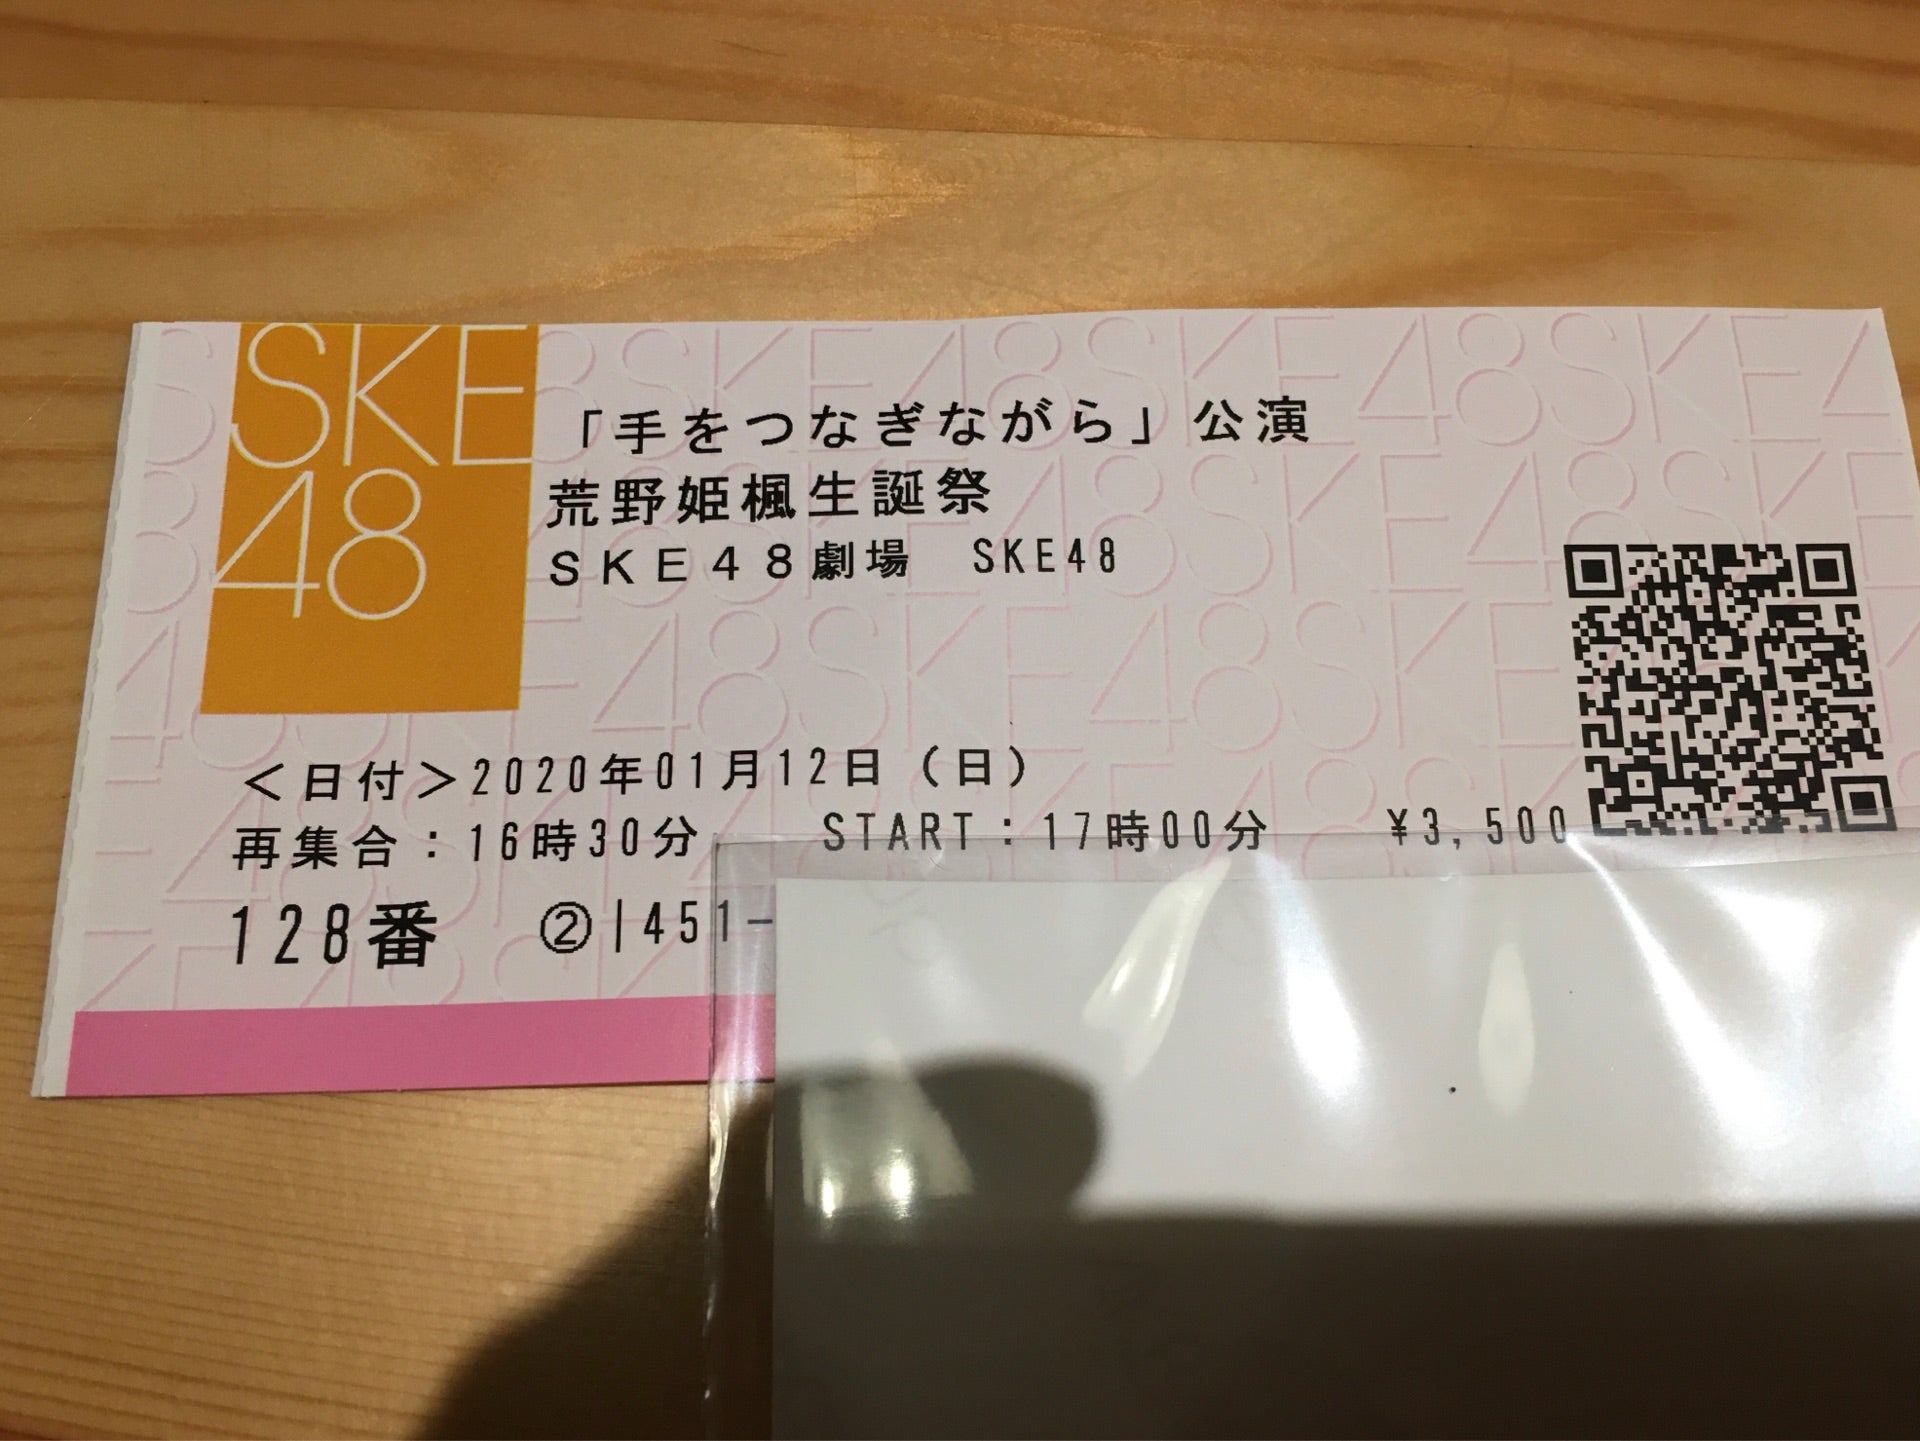 SKE
48
「手をつなぎながら」公演
荒野姫楓生誕祭
SKE48劇場 SKE48
＜日付＞2020年01月12日（日）
再集合：16時30分 START：17時00分 ¥3,500
128番 ②|451-